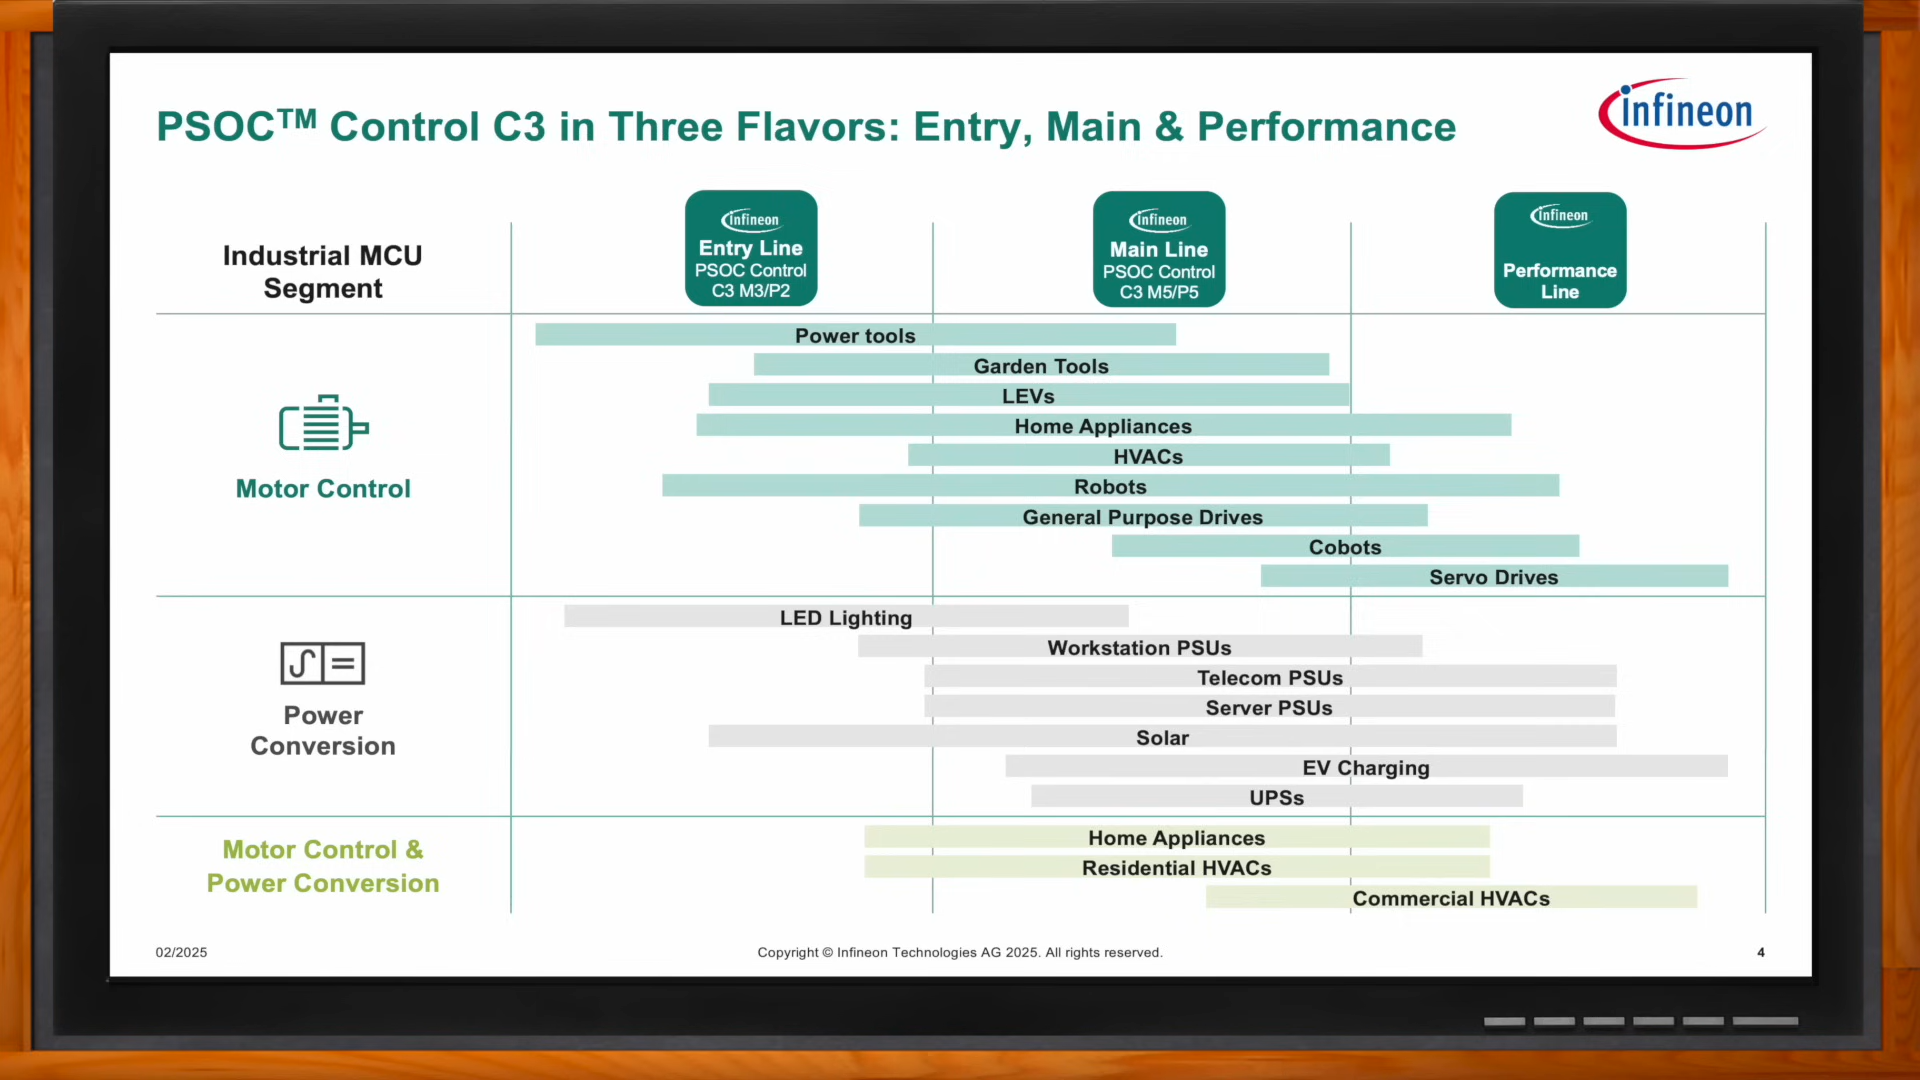 PSOC™ Control C3 in Three Flavors: Entry, Main & Performance
infineon
Industrial MCU
Segment
infineon
Entry Line
PSOC Control
C3 M3/P2
infineon
Main Line
PSOC Control
C3 M5/P5
infineon
Performance
Line
Motor Control
Power tools
Garden Tools
LEVs
Home Appliances
HVACs
Robots
General Purpose Drives
Cobots
Servo Drives
Power
Conversion
LED Lighting
Workstation PSUs
Telecom PSUs
Server PSUs
Solar
EV Charging
UPSs
Motor Control &
Power Conversion
Home Appliances
Residential HVACs
Commercial HVACs
02/2025
Copyright © Infineon Technologies AG 2025. All rights reserved.
4